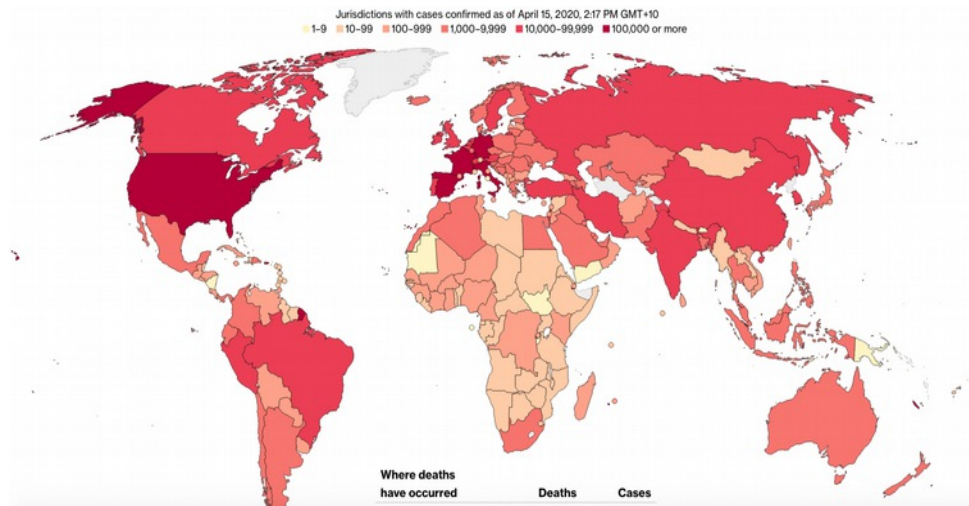 Jurisdictions with cases confirmed as of April 15, 2020, 2:17 PM GMT+10
1–9 10–99 100–999 1,000–9,999 10,000–99,999 100,000 or more
Where deaths
have occurred Deaths Cases